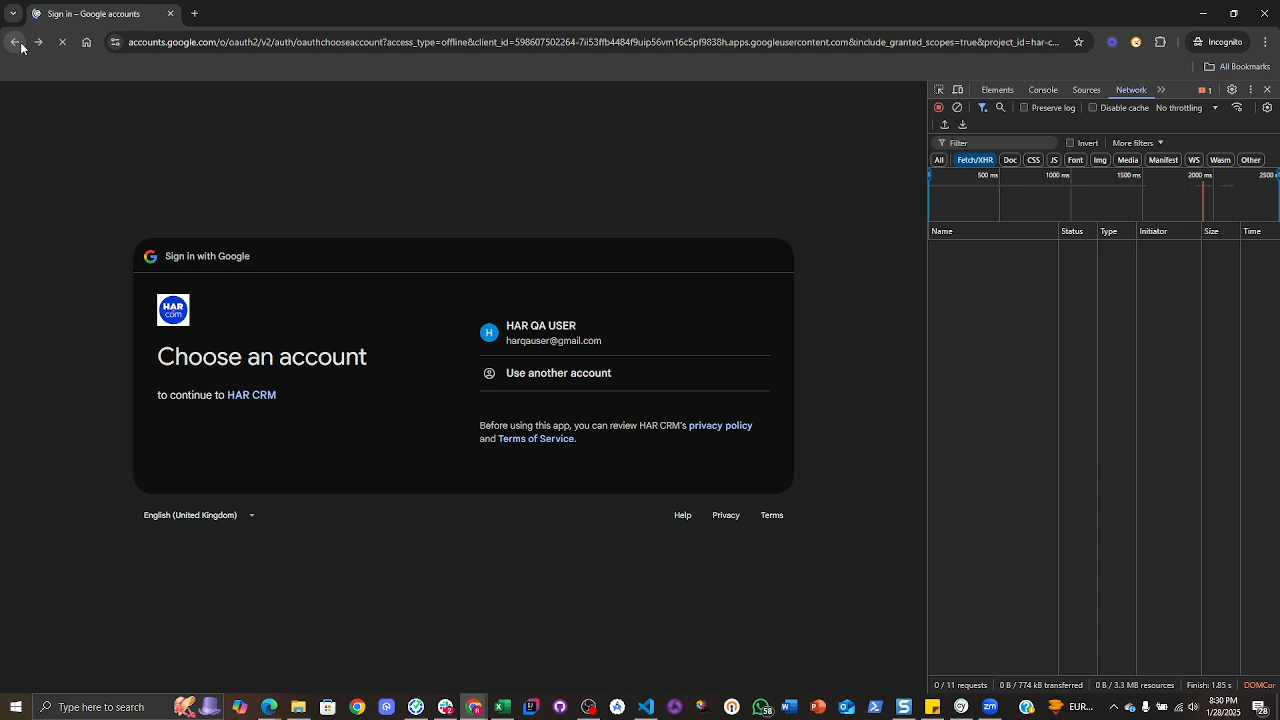 Sign in – Google accounts
accounts.google.com/o/oauth2/v2/auth/oauthchooseaccount?access_type=offline&client_id=598607502264-7ii53ffb4484f9uip56vm16c5pf9838h.apps.googleusercontent.com&include_granted_scopes=true&project_id=har-c...
Incognito
All Bookmarks
Elements Console Sources Network 1
Preserve log Disable cache No throttling
Filter Invert More filters
All Fetch/XHR Doc CSS JS Font Img Media Manifest WS Wasm Other
500 ms 1000 ms 1500 ms 2000 ms 2500
Name Status Type Initiator Size Time
Sign in with Google
HAR
com
Choose an account
to continue to HAR CRM
H
HAR QA USER
harqauser@gmail.com
Use another account
Before using this app, you can review HAR CRM's privacy policy
and Terms of Service.
English (United Kingdom)
Help Privacy Terms
0 / 11 requests 0 B / 774 kB transferred 0 B / 3.3 MB resources Finish: 1.85 s DOMCor
Type here to search
58
EUR/...
8:30 PM
1/28/2025